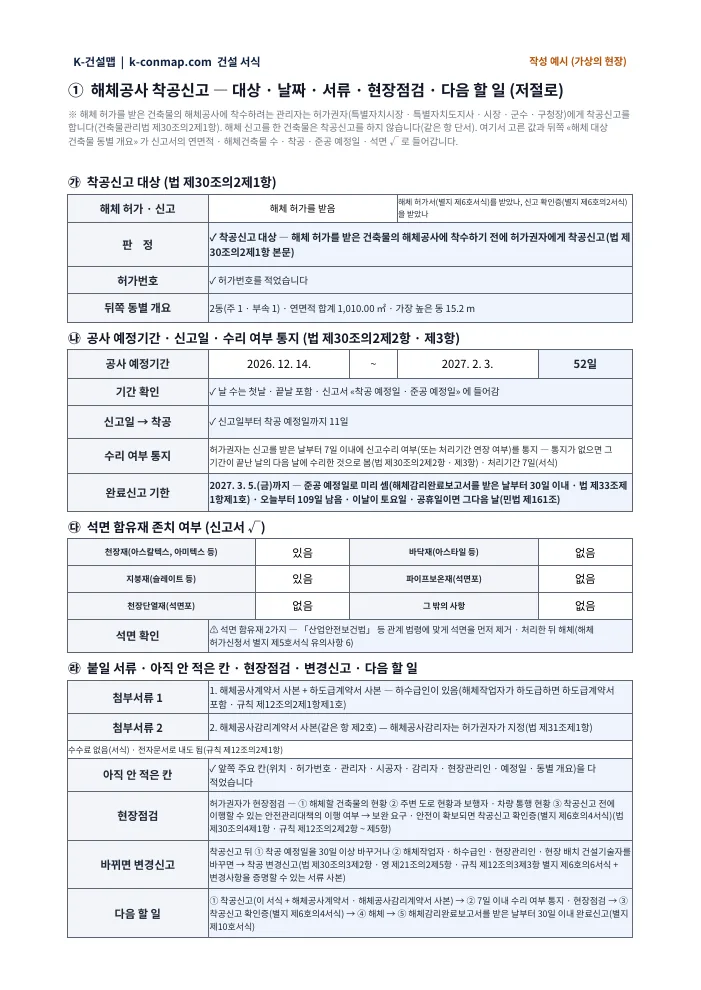 K-건설맵 | k-conmap.com 건설 서식
작성 예시 (가상의 현장)
① 해체공사 착공신고 — 대상 · 날짜 · 서류 · 현장점검 · 다음 할 일 (저절로)
※ 해체 허가를 받은 건축물의 해체공사에 착수하려는 관리자는 허가권자(특별자치시장 · 특별자치도지사 · 시장 · 군수 · 구청장)에게 착공신고를
합니다(건축물관리법 제30조의2제1항). 해체 신고를 한 건축물은 착공신고를 하지 않습니다(같은 항 단서). 여기서 고른 값과 뒤쪽 «해체 대상
건축물 동별 개요» 가 신고서의 연면적 · 해체건축물 수 · 착공 · 준공 예정일 · 석면 √ 로 들어갑니다.
㉮ 착공신고 대상 (법 제30조의2제1항)
해체 허가 · 신고
해체 허가를 받음
해체 허가서(별지 제6호서식)를 받았나, 신고 확인증(별지 제6호의2서식)
을 받았나
판 정
✓ 착공신고 대상 — 해체 허가를 받은 건축물의 해체공사에 착수하기 전에 허가권자에게 착공신고(법 제
30조의2제1항 본문)
허가번호
✓ 허가번호를 적었습니다
뒤쪽 동별 개요
2동(주 1 · 부속 1) · 연면적 합계 1,010.00 ㎡ · 가장 높은 동 15.2 m
㉯ 공사 예정기간 · 신고일 · 수리 여부 통지 (법 제30조의2제2항 · 제3항)
공사 예정기간
2026. 12. 14.
~
2027. 2. 3.
52일
기간 확인
✓ 날 수는 첫날 · 끝날 포함 · 신고서 «착공 예정일 · 준공 예정일» 에 들어감
신고일 → 착공
✓ 신고일부터 착공 예정일까지 11일
수리 여부 통지
허가권자는 신고를 받은 날부터 7일 이내에 신고수리 여부(또는 처리기간 연장 여부)를 통지 — 통지가 없으면 그
기간이 끝난 날의 다음 날에 수리한 것으로 봄(법 제30조의2제2항 · 제3항) · 처리기간 7일(서식)
완료신고 기한
2027. 3. 5.(금)까지 — 준공 예정일로 미리 셈(해체감리완료보고서를 받은 날부터 30일 이내 · 법 제33조제
1항제1호) · 오늘부터 109일 남음 · 이날이 토요일 · 공휴일이면 그다음 날(민법 제161조)
㉰ 석면 함유재 존치 여부 (신고서 √)
천장재(아스칼텍스, 아미텍스 등)
있음
바닥재(아스타일 등)
없음
지붕재(슬레이트 등)
있음
파이프보온재(석면포)
없음
천장단열재(석면포)
없음
그 밖의 사항
없음
석면 확인
⚠ 석면 함유재 2가지 — 「산업안전보건법」 등 관계 법령에 맞게 석면을 먼저 제거 · 처리한 뒤 해체(해체
허가신청서 별지 제5호서식 유의사항 6)
㉱ 붙일 서류 · 아직 안 적은 칸 · 현장점검 · 변경신고 · 다음 할 일
첨부서류 1
1. 해체공사계약서 사본 + 하도급계약서 사본 — 하수급인이 있음(해체작업자가 하도급하면 하도급계약서
포함 · 규칙 제12조의2제1항제1호)
첨부서류 2
2. 해체공사감리계약서 사본(같은 항 제2호) — 해체공사감리자는 허가권자가 지정(법 제31조제1항)
수수료 없음(서식) · 전자문서로 내도 됨(규칙 제12조의2제1항)
아직 안 적은 칸
✓ 앞쪽 주요 칸(위치 · 허가번호 · 관리자 · 시공자 · 감리자 · 현장관리인 · 예정일 · 동별 개요)을 다
적었습니다
현장점검
허가권자가 현장점검 — ① 해체할 건축물의 현황 ② 주변 도로 현황과 보행자 · 차량 통행 현황 ③ 착공신고 전에
이행할 수 있는 안전관리대책의 이행 여부 → 보완 요구 · 안전이 확보되면 착공신고 확인증(별지 제6호의4서식)(법
제30조의4제1항 · 규칙 제12조의2제2항 ~ 제5항)
바뀌면 변경신고
착공신고 뒤 ① 착공 예정일을 30일 이상 바꾸거나 ② 해체작업자 · 하수급인 · 현장관리인 · 현장 배치 건설기술자를
바꾸면 → 착공 변경신고(법 제30조의3제2항 · 영 제21조의2제5항 · 규칙 제12조의3제3항 별지 제6호의6서식 +
변경사항을 증명할 수 있는 서류 사본)
다음 할 일
① 착공신고(이 서식 + 해체공사계약서 · 해체공사감리계약서 사본) → ② 7일 이내 수리 여부 통지 · 현장점검 → ③
착공신고 확인증(별지 제6호의4서식) → ④ 해체 → ⑤ 해체감리완료보고서를 받은 날부터 30일 이내 완료신고(별지
제10호서식)